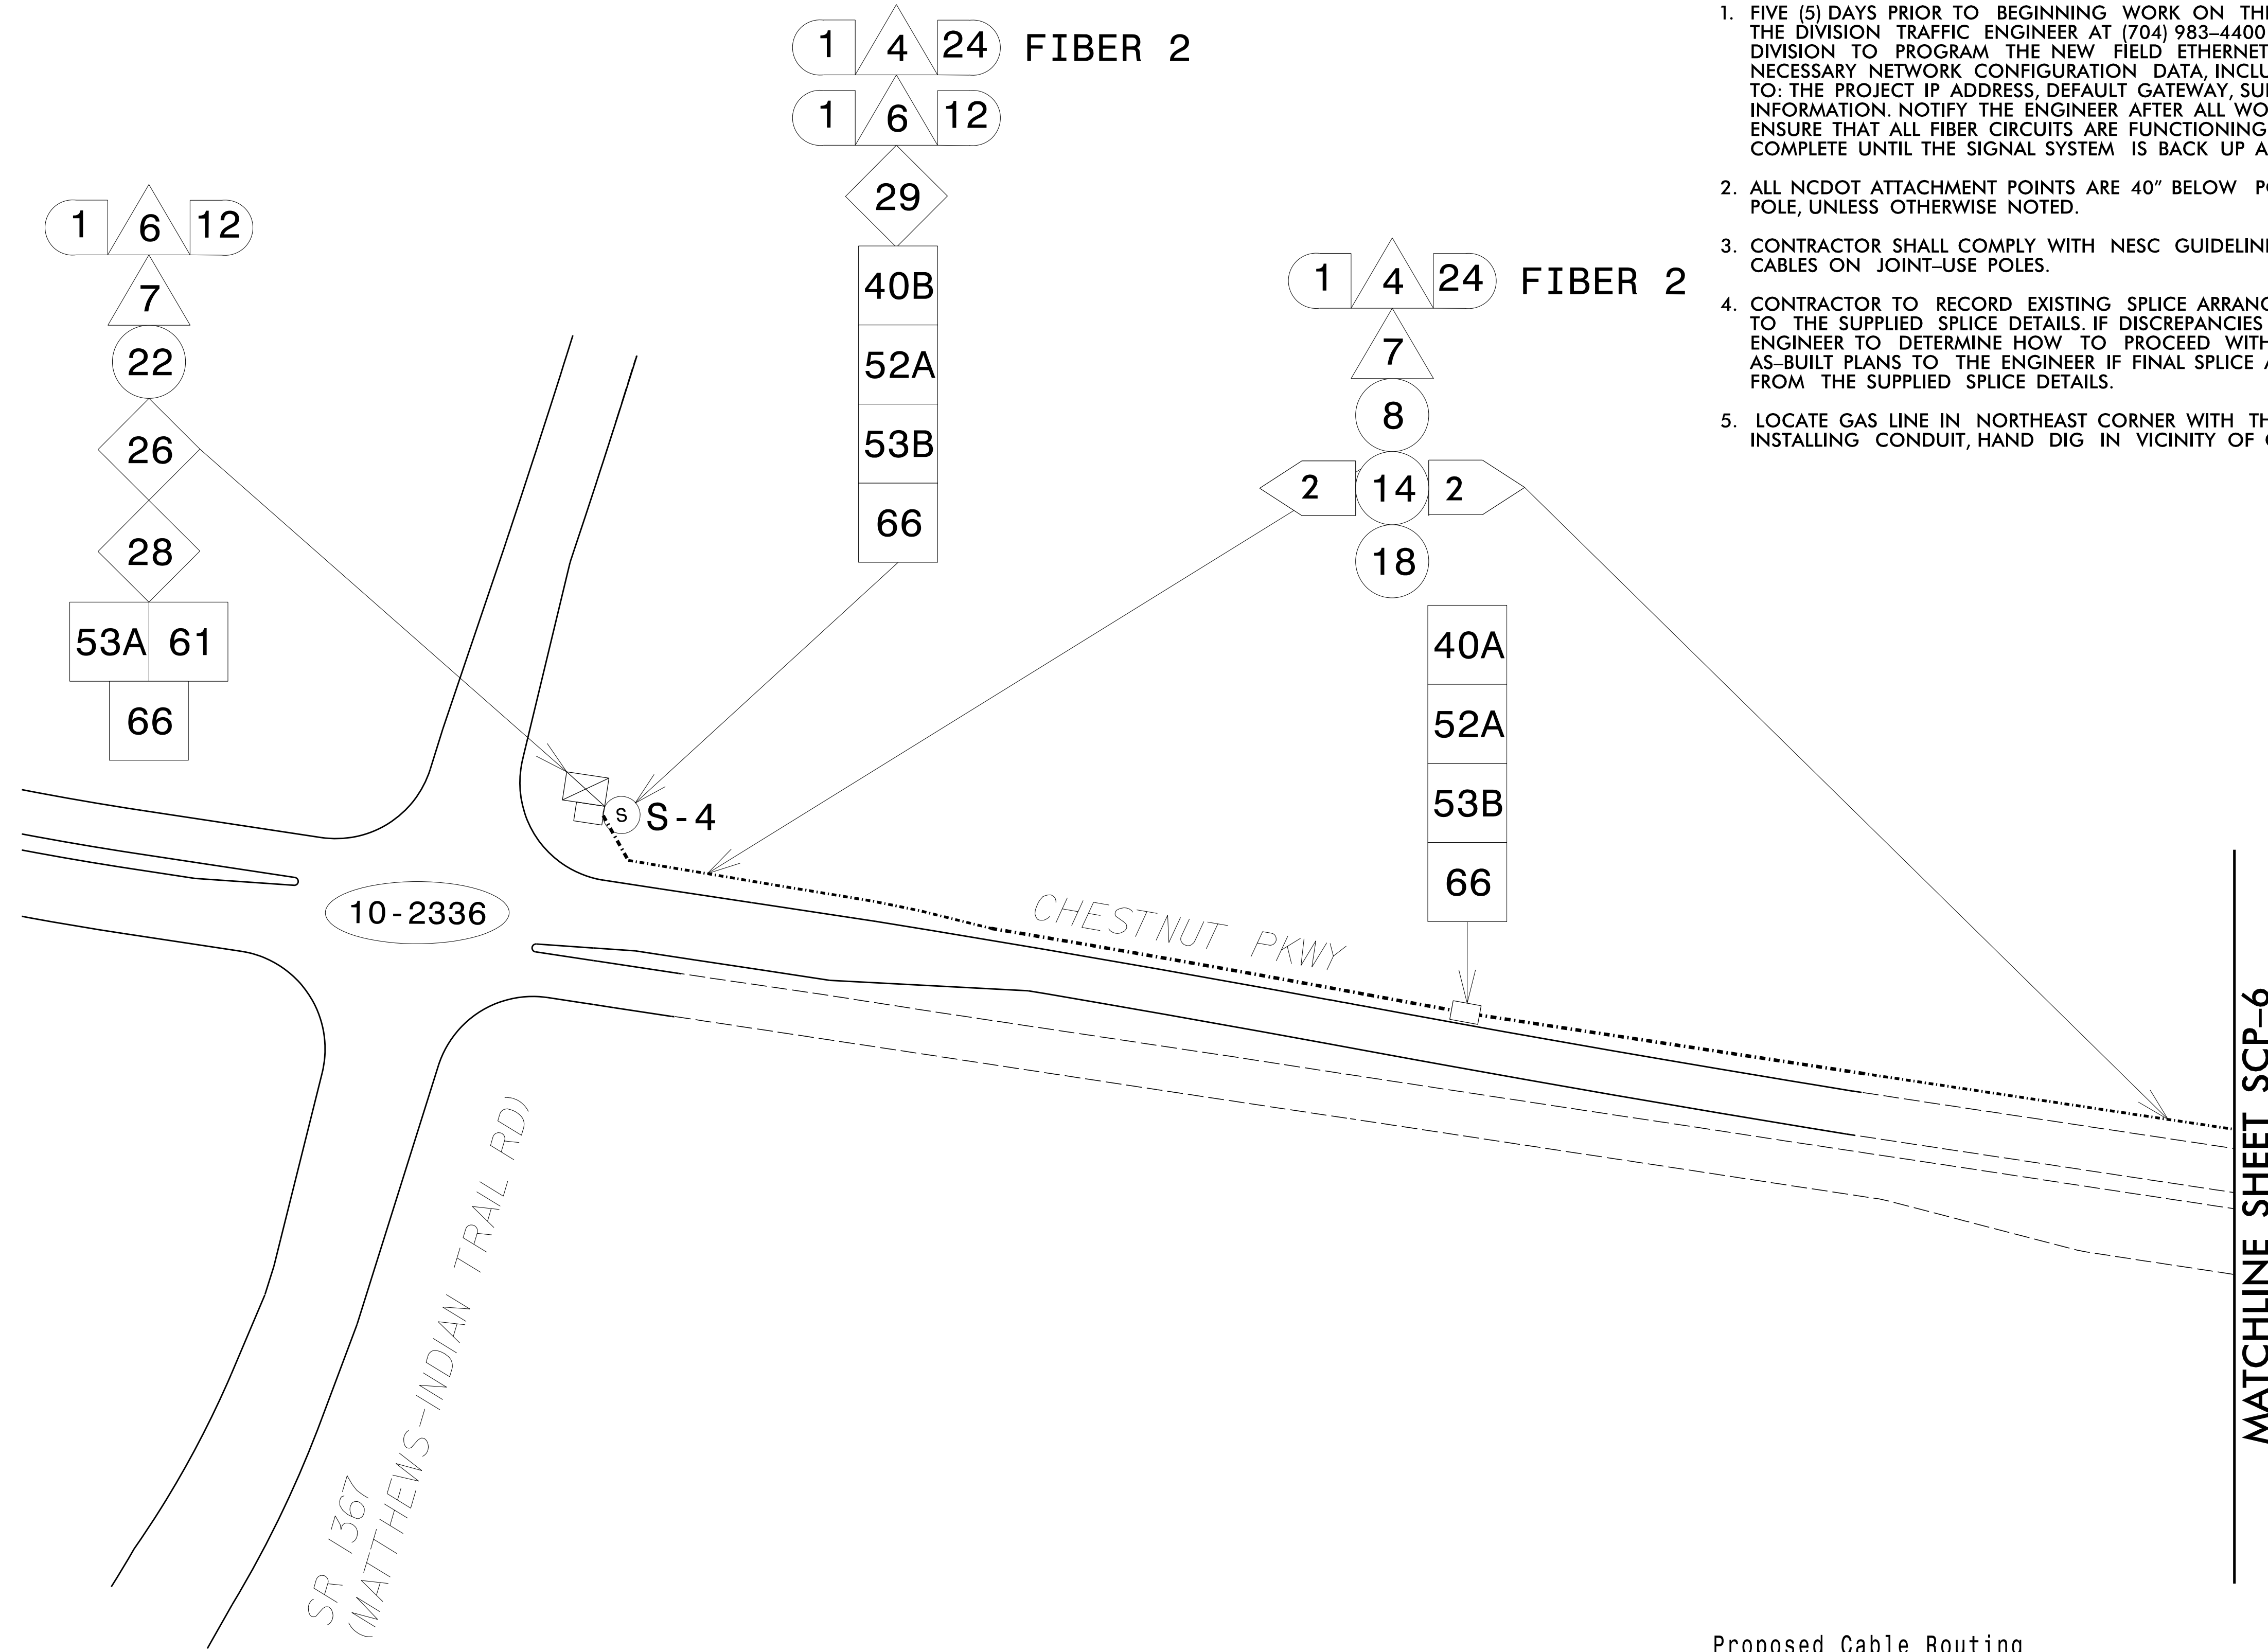 1 4 24 FIBER 2
1 6 12
29
40B
52A
53B
66
1 6 12
7
22
26
28
53A 61
66
1 4 24 FIBER 2
7
8
2 14 2
18
40A
52A
53B
66
1. FIVE (5) DAYS PRIOR TO BEGINNING WORK ON
THE DIVISION TRAFFIC ENGINEER AT (704) 983-4400
DIVISION TO PROGRAM THE NEW FIELD ETHERNET
NECESSARY NETWORK CONFIGURATION DATA,
TO: THE PROJECT IP ADDRESS, DEFAULT GATEWAY,
INFORMATION. NOTIFY THE ENGINEER AFTER ALL
ENSURE THAT ALL FIBER CIRCUITS ARE FUNCTIONING
COMPLETE UNTIL THE SIGNAL SYSTEM IS BACK UP
2. ALL NCDOT ATTACHMENT POINTS ARE 40" BELOW
POLE, UNLESS OTHERWISE NOTED.
3. CONTRACTOR SHALL COMPLY WITH NESC
CABLES ON JOINT-USE POLES.
4. CONTRACTOR TO RECORD EXISTING SPLICE
TO THE SUPPLIED SPLICE DETAILS. IF DISCREPANCIES
ENGINEER TO DETERMINE HOW TO PROCEED WITH
AS-BUILT PLANS TO THE ENGINEER IF FINAL SPLICE
FROM THE SUPPLIED SPLICE DETAILS.
5. LOCATE GAS LINE IN NORTHEAST CORNER WITH
INSTALLING CONDUIT, HAND DIG IN VICINITY OF
S S-4
10-2336
CHESTNUT PKWY
SR 1367
(MATTHEWS-INDIAN TRAIL RD)
MATCHLINE SHEET SCP-6
Proposed Cable Routing